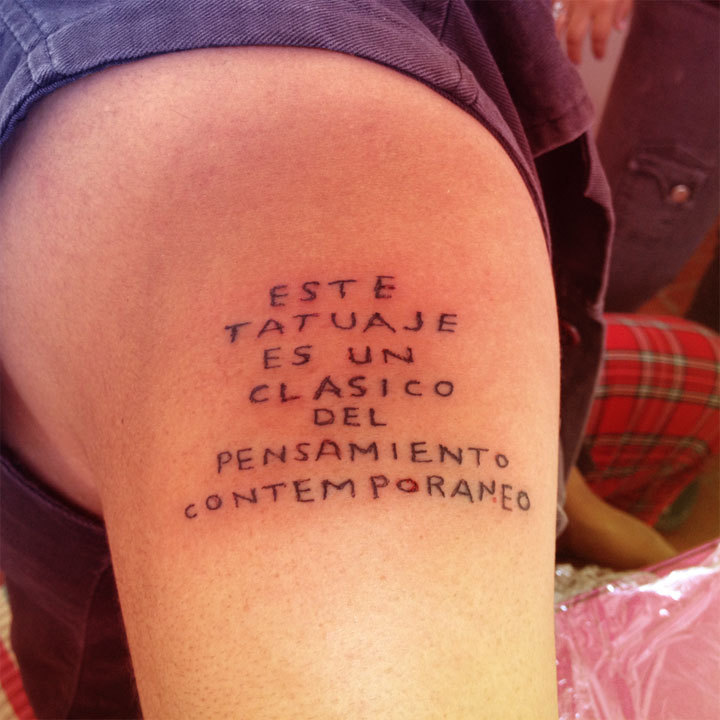 ESTE
TATUAJE
ES UN
CLASICO
DEL
PENSAMIENTO
CONTEMPORANEO